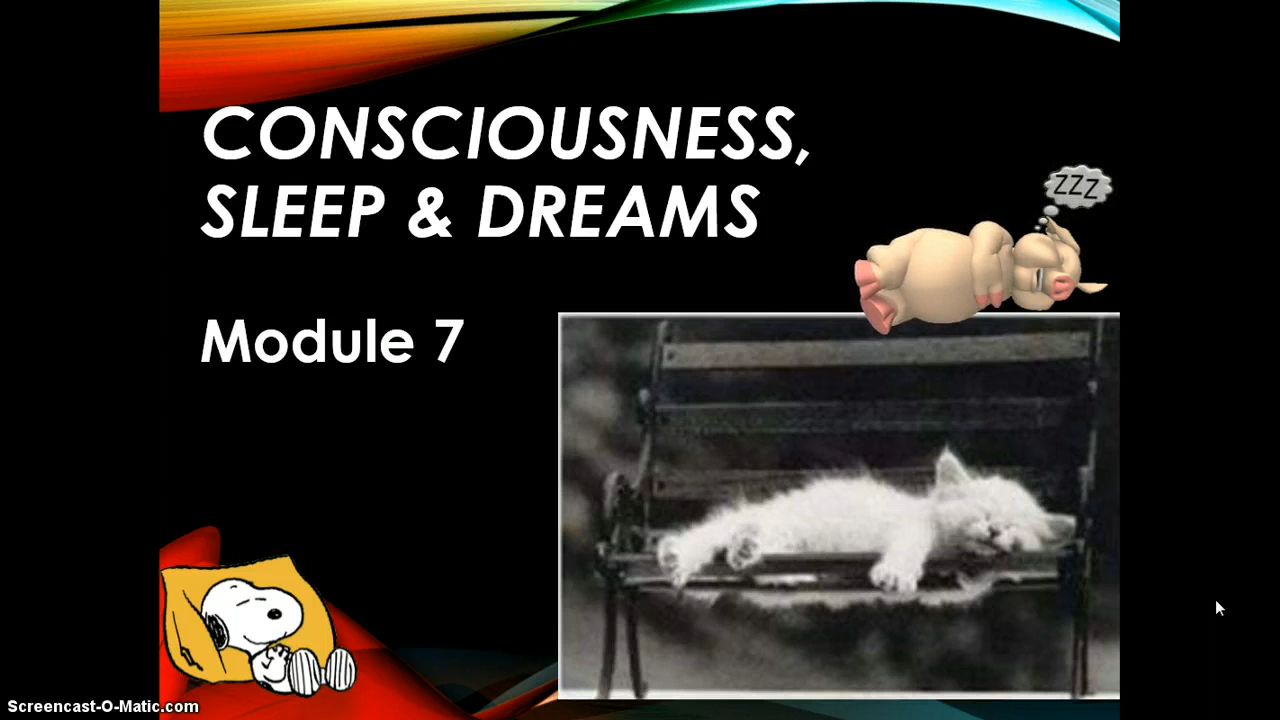 CONSCIOUSNESS,
SLEEP & DREAMS
ZZZ
Module 7
Screencast-O-Matic.com